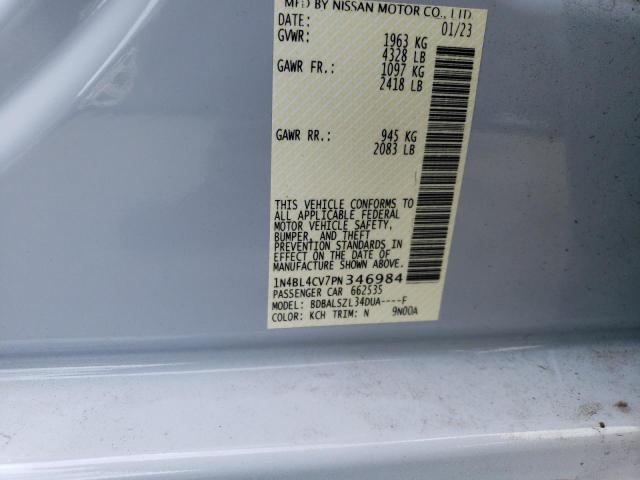 MFD BY NISSAN MOTOR CO., LTD.
DATE: 01/23
GVWR: 1963 KG
4328 LB
GAWR FR.: 1097 KG
2418 LB
GAWR RR.: 945 KG
2083 LB
THIS VEHICLE CONFORMS TO
ALL APPLICABLE FEDERAL
MOTOR VEHICLE SAFETY,
BUMPER, AND THEFT
PREVENTION STANDARDS IN
EFFECT ON THE DATE OF
MANUFACTURE SHOWN ABOVE.
1N4BL4CV7PN346984
PASSENGER CAR 662535
MODEL: BDBALSZL34DUA----F
COLOR: KCH TRIM: N 9N00A